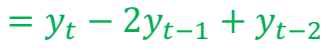 = y_t − 2y_{t−1} + y_{t−2}